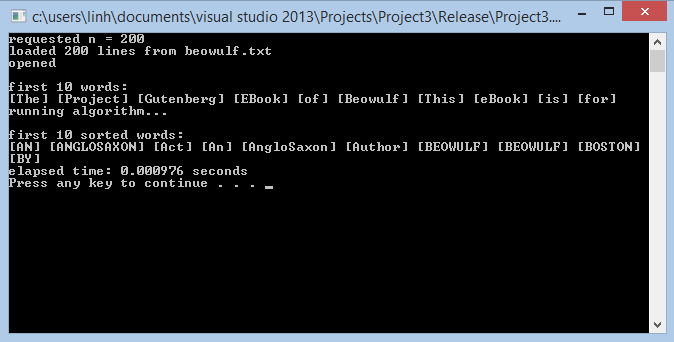 c:\users\linh\documents\visual studio 2013\Projects\Project3\Release\Project3....
requested n = 200
loaded 200 lines from beowulf.txt
opened
first 10 words:
[The] [Project] [Gutenberg] [EBook] [of] [Beowulf] [This] [eBook] [is] [for]
running algorithm...
first 10 sorted words:
[AN] [ANGLOSAXON] [Act] [An] [AngloSaxon] [Author] [BEOWULF] [BEOWULF] [BOSTON]
[BY]
elapsed time: 0.000976 seconds
Press any key to continue . . . _